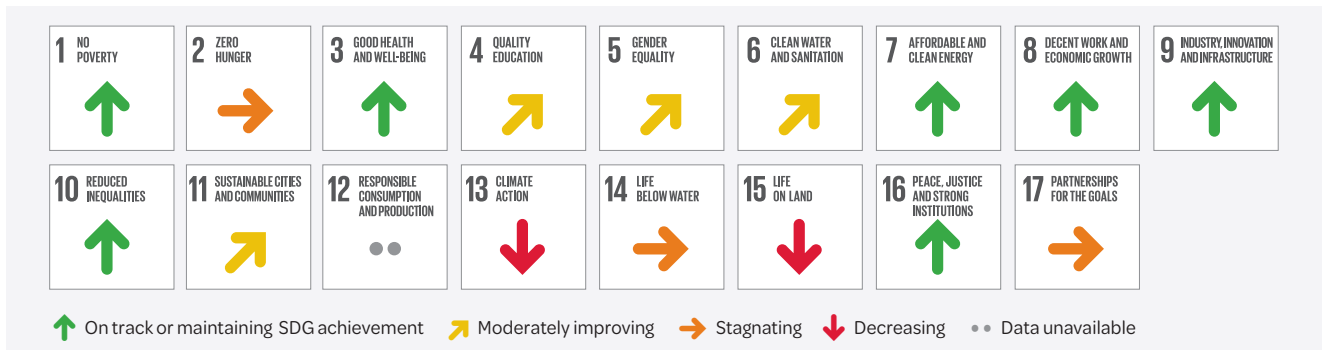 1 NO
POVERTY
2 ZERO
HUNGER
3 GOOD HEALTH
AND WELL-BEING
4 QUALITY
EDUCATION
5 GENDER
EQUALITY
6 CLEAN WATER
AND SANITATION
7 AFFORDABLE AND
CLEAN ENERGY
8 DECENT WORK AND
ECONOMIC GROWTH
9 INDUSTRY, INNOVATION
AND INFRASTRUCTURE
10 REDUCED
INEQUALITIES
11 SUSTAINABLE CITIES
AND COMMUNITIES
12 RESPONSIBLE
CONSUMPTION
AND PRODUCTION
13 CLIMATE
ACTION
14 LIFE
BELOW WATER
15 LIFE
ON LAND
16 PEACE, JUSTICE
AND STRONG
INSTITUTIONS
17 PARTNERSHIPS
FOR THE GOALS
On track or maintaining SDG achievement
Moderately improving
Stagnating
Decreasing
Data unavailable